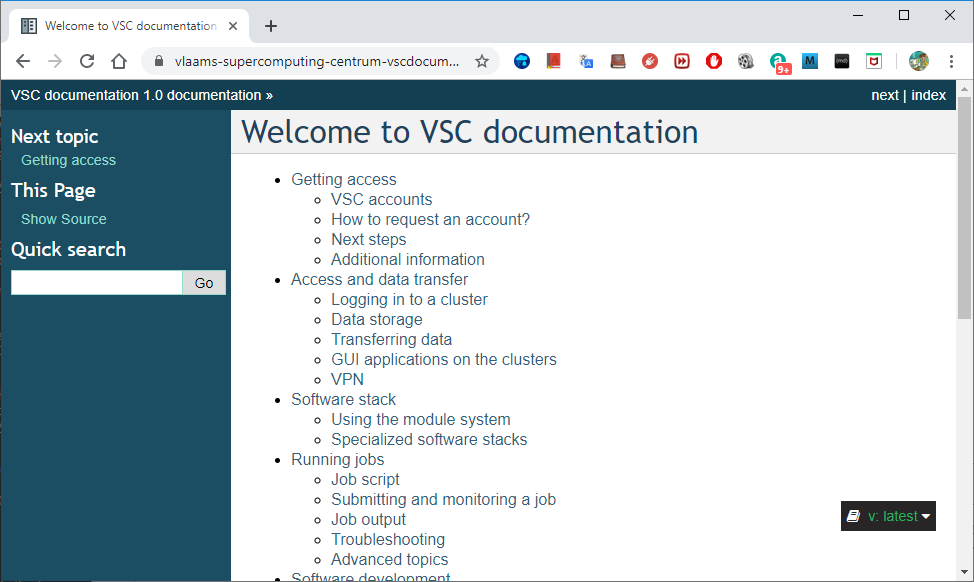 Welcome to VSC documentation
vlaams-supercomputing-centrum-vscdocum...
9+
M
VSC documentation 1.0 documentation »
next | index
Next topic
Getting access
This Page
Show Source
Quick search
Go
Welcome to VSC documentation
Getting access
VSC accounts
How to request an account?
Next steps
Additional information
Access and data transfer
Logging in to a cluster
Data storage
Transferring data
GUI applications on the clusters
VPN
Software stack
Using the module system
Specialized software stacks
Running jobs
Job script
Submitting and monitoring a job
Job output
Troubleshooting
Advanced topics
Software development
v: latest